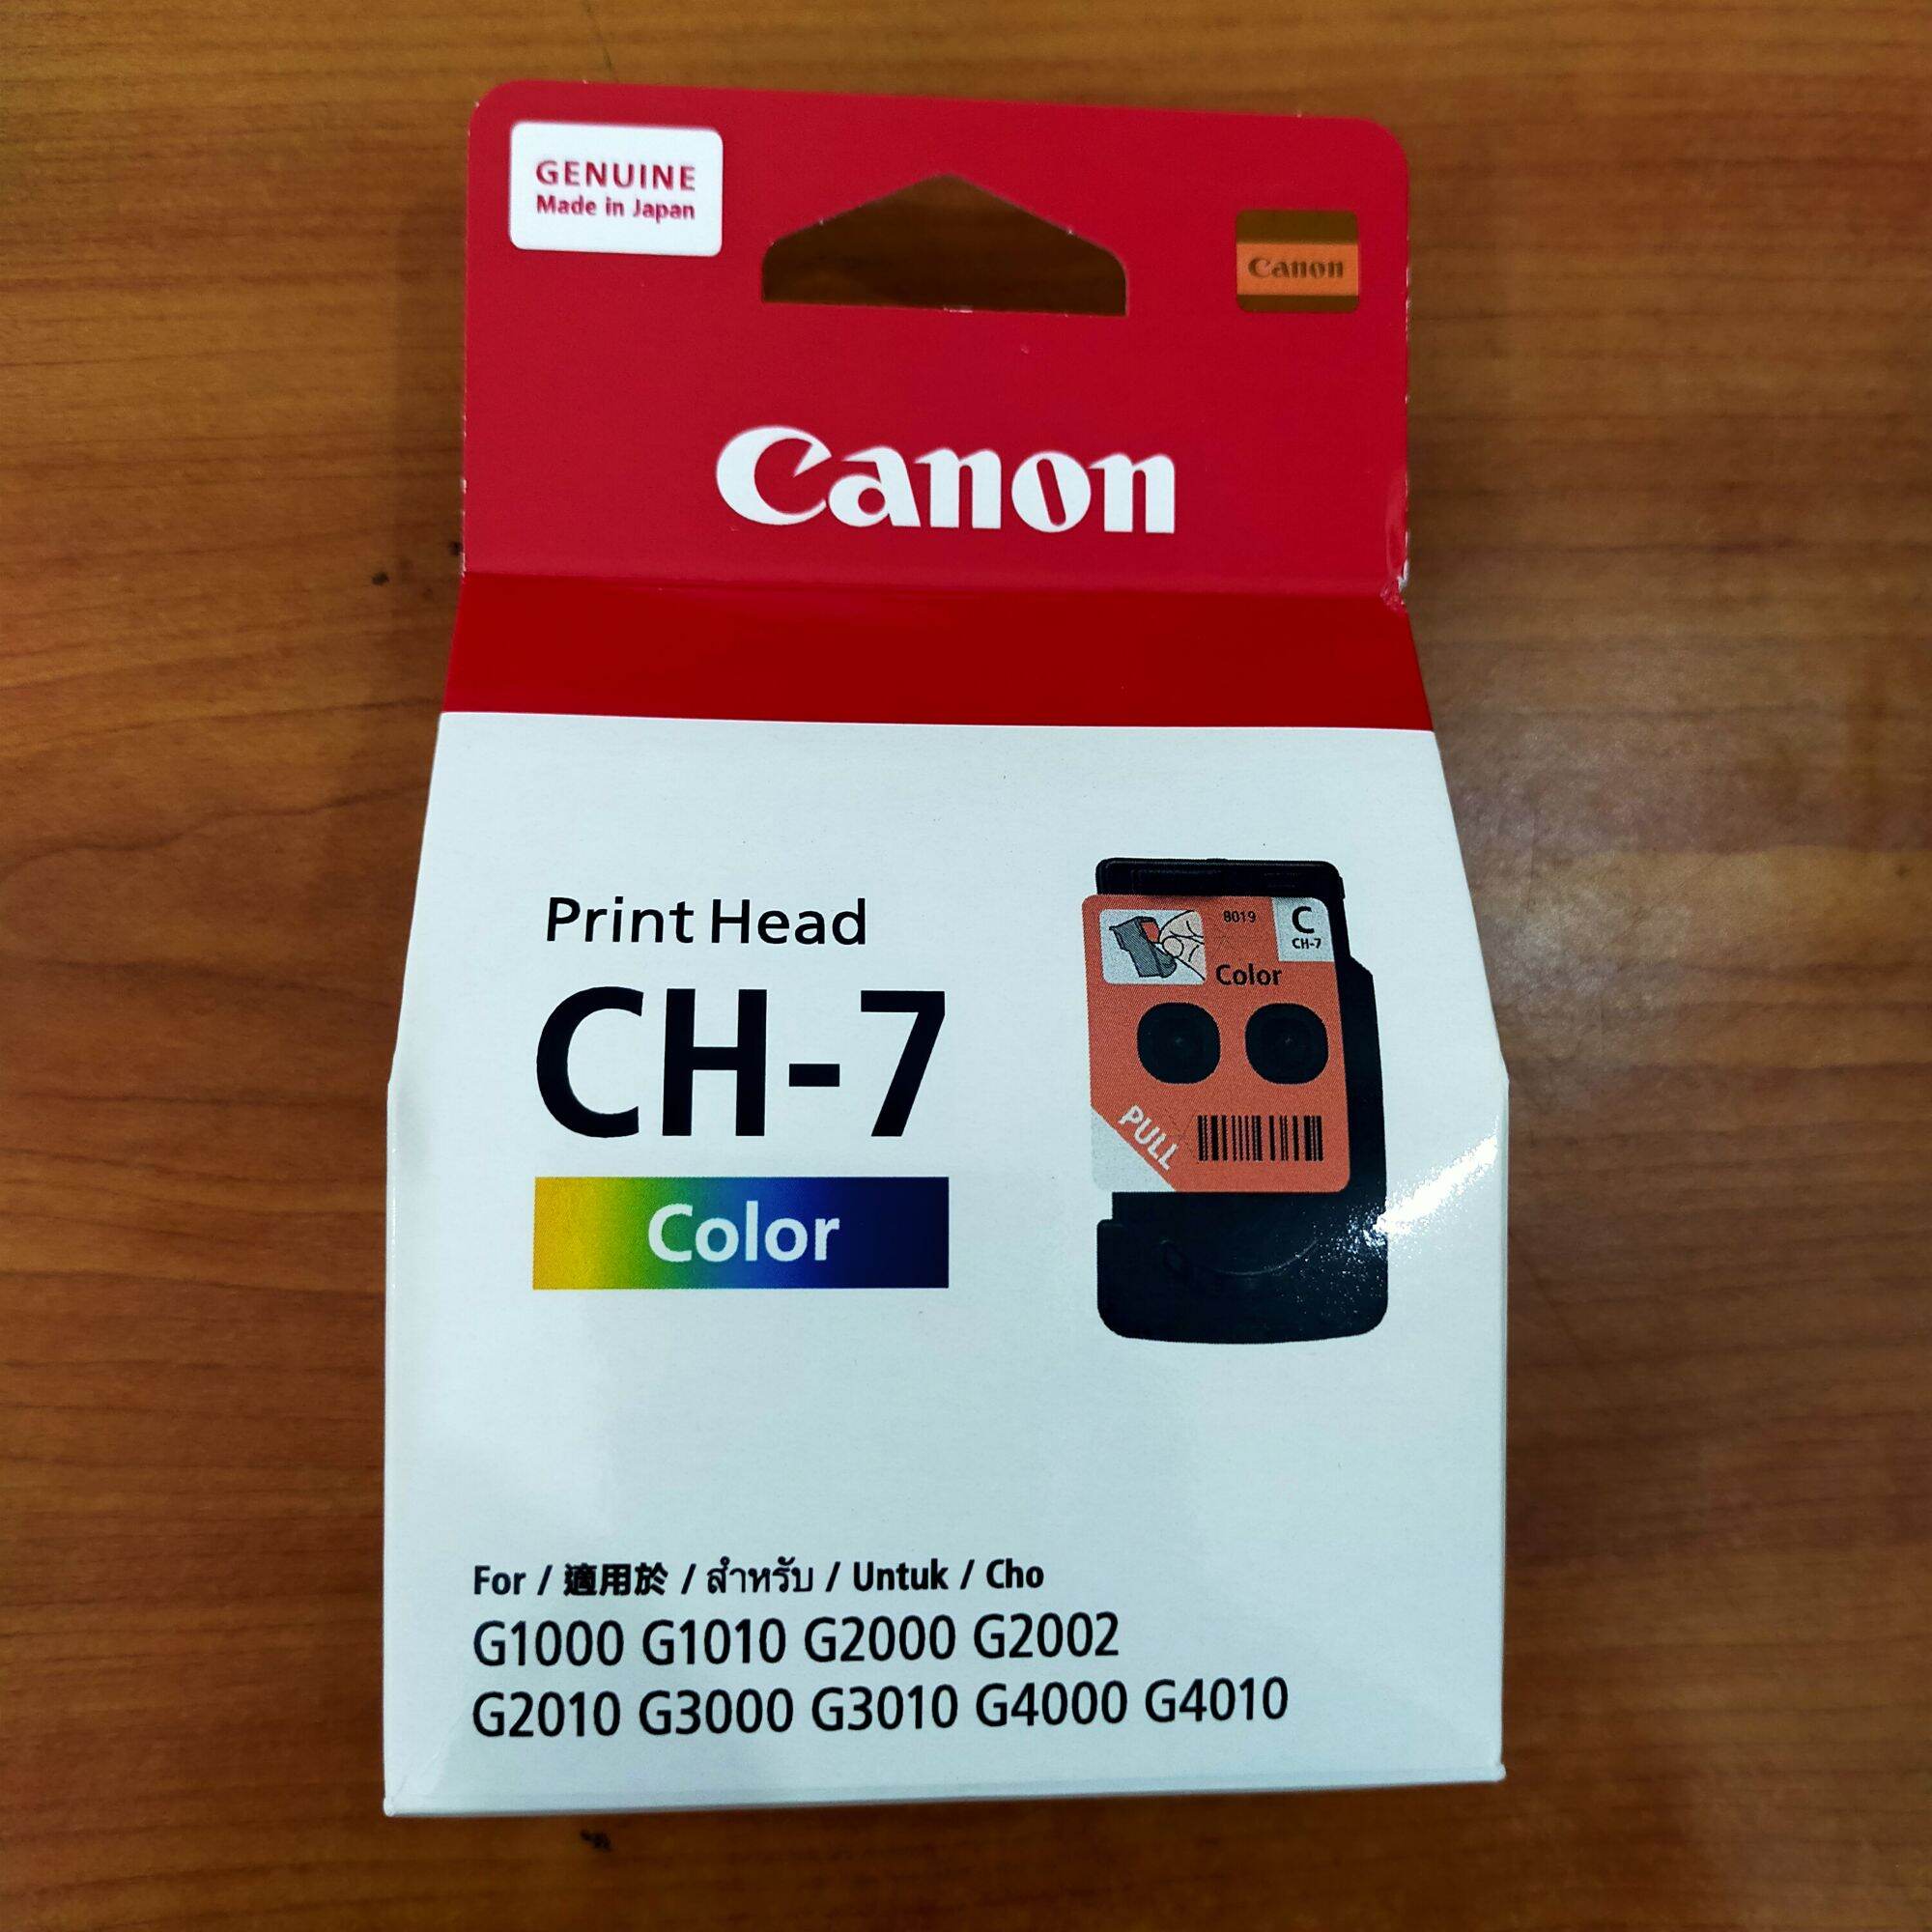 GENUINE
Made in Japan
Canon
Canon
Print Head
CH-7
Color
8019
C
CH-7
Color
PULL
For / 適用於 / สำหรับ / Untuk / Cho
G1000 G1010 G2000 G2002
G2010 G3000 G3010 G4000 G4010